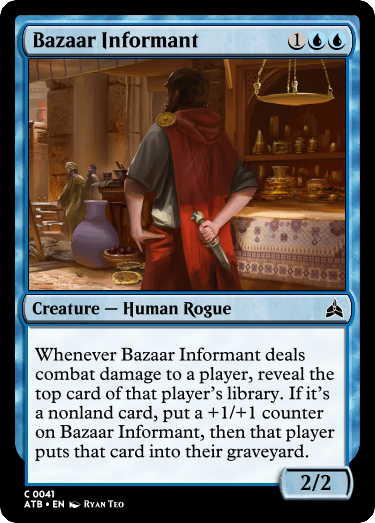 Bazaar Informant 1
Creature — Human Rogue
Whenever Bazaar Informant deals
combat damage to a player, reveal the
top card of that player's library. If it's
a nonland card, put a +1/+1 counter
on Bazaar Informant, then that player
puts that card into their graveyard.
2/2
C 0041
ATB • EN Ryan Teo